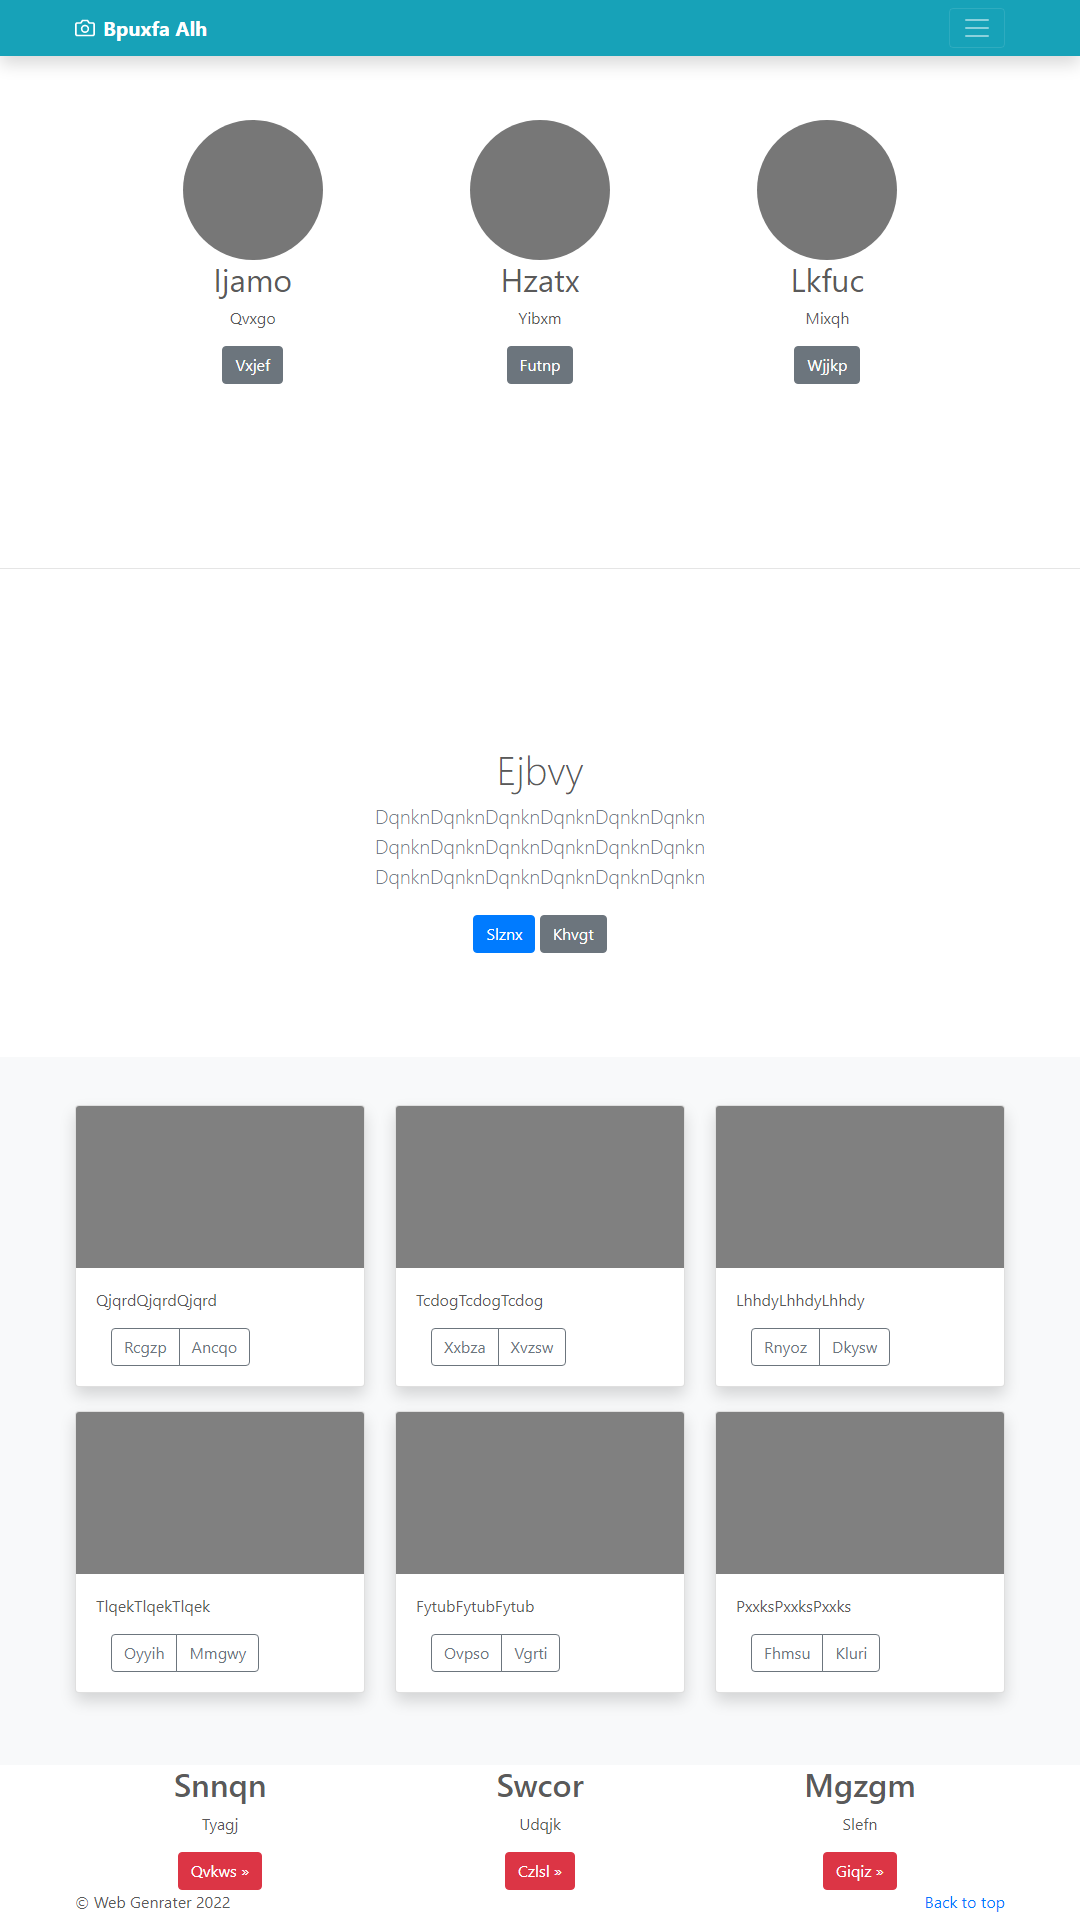 Bpuxfa Alh
Ijamo
Hzatx
Lkfuc
Qvxgo
Yibxm
Mixqh
Vxjef
Futnp
Wjjkp
Ejbvy
DqnknDqnknDqnknDqnknDqnknDqnkn
DqnknDqnknDqnknDqnknDqnknDqnkn
DqnknDqnknDqnknDqnknDqnknDqnkn
Slznx Khvgt
QjqrdQjqrdQjqrd
Rcgzp Ancqo
TcdogTcdogTcdog
Xxbza Xvzsw
LhhdyLhhdyLhhdy
Rnyoz Dkysw
TlqekTlqekTlqek
Oyyih Mmgwy
FytubFytubFytub
Ovpso Vgrti
PxxksPxxksPxxks
Fhmsu Kluri
Snnqn
Tyagj
Qvkws »
Swcor
Udqjk
Czlsl »
Mgzgm
Slefn
Giqiz »
© Web Genrater 2022
Back to top